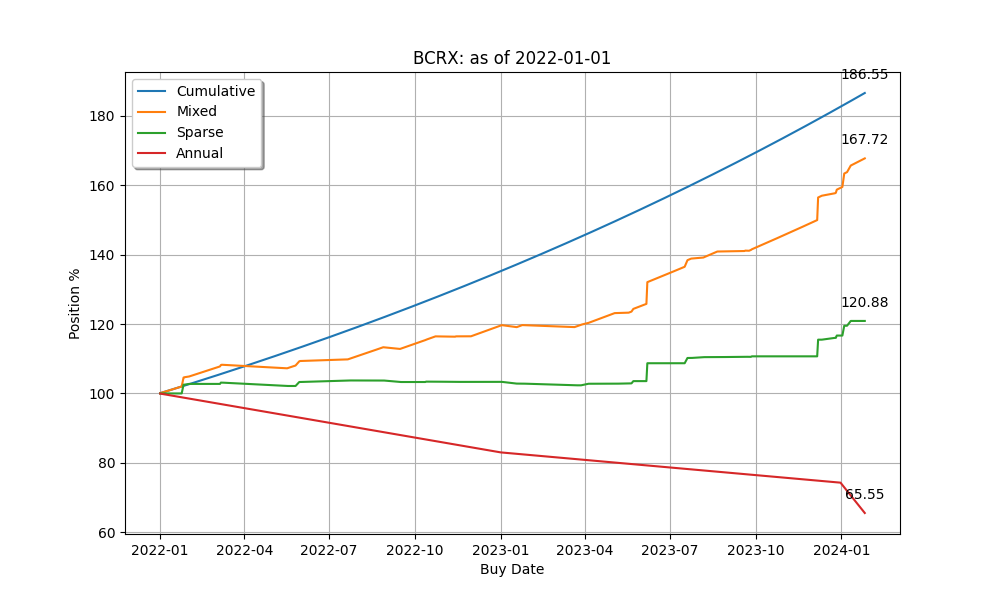 BCRX: as of 2022-01-01
186.55
Cumulative
Mixed
Sparse
Annual
167.72
120.88
65.55
180
160
140
120
100
80
60
Position %
2022-01 2022-04 2022-07 2022-10 2023-01 2023-04 2023-07 2023-10 2024-01
Buy Date